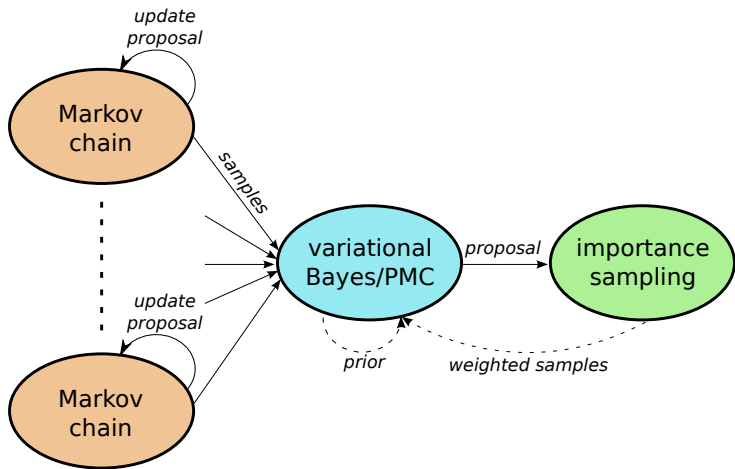 update
proposal
Markov
chain
samples
variational
Bayes/PMC
proposal
importance
sampling
update
proposal
prior
weighted samples
Markov
chain